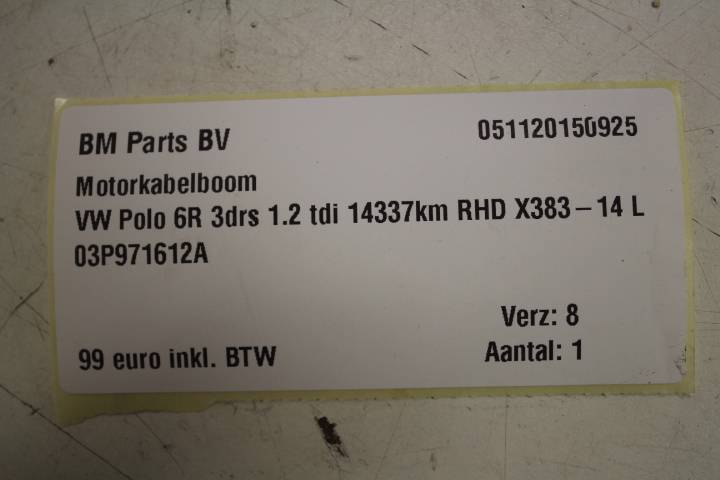 BM Parts BV 051120150925
Motorkabelboom
VW Polo 6R 3drs 1.2 tdi 14337km RHD X383-14 L
03P971612A
Verz: 8
99 euro inkl. BTW Aantal: 1